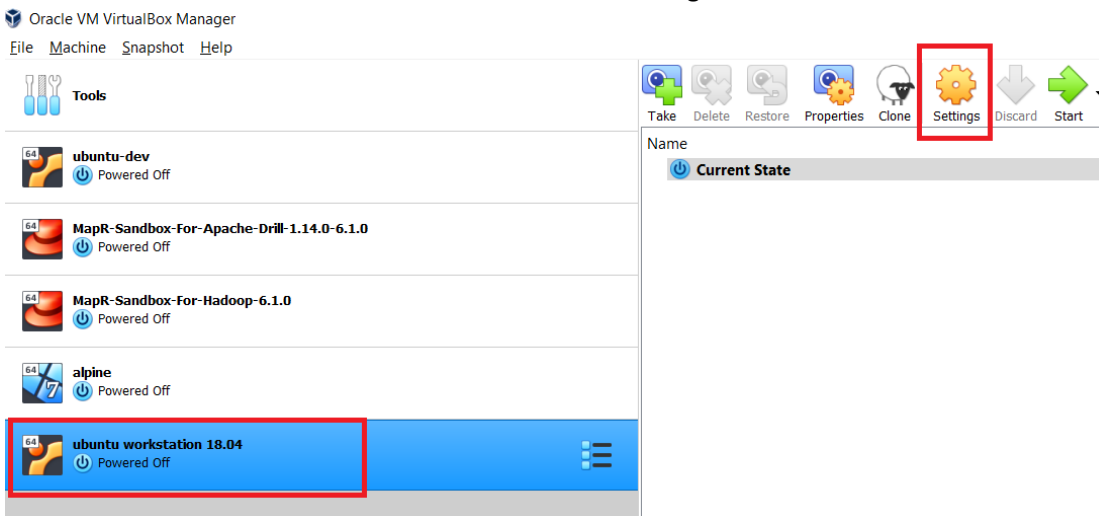 Oracle VM VirtualBox Manager
File Machine Snapshot Help
Tools
Take Delete Restore Properties Clone Settings Discard Start
Name
Current State
64
ubuntu-dev
Powered Off
64
MapR-Sandbox-For-Apache-Drill-1.14.0-6.1.0
Powered Off
64
MapR-Sandbox-For-Hadoop-6.1.0
Powered Off
64
7
alpine
Powered Off
64
ubuntu workstation 18.04
Powered Off